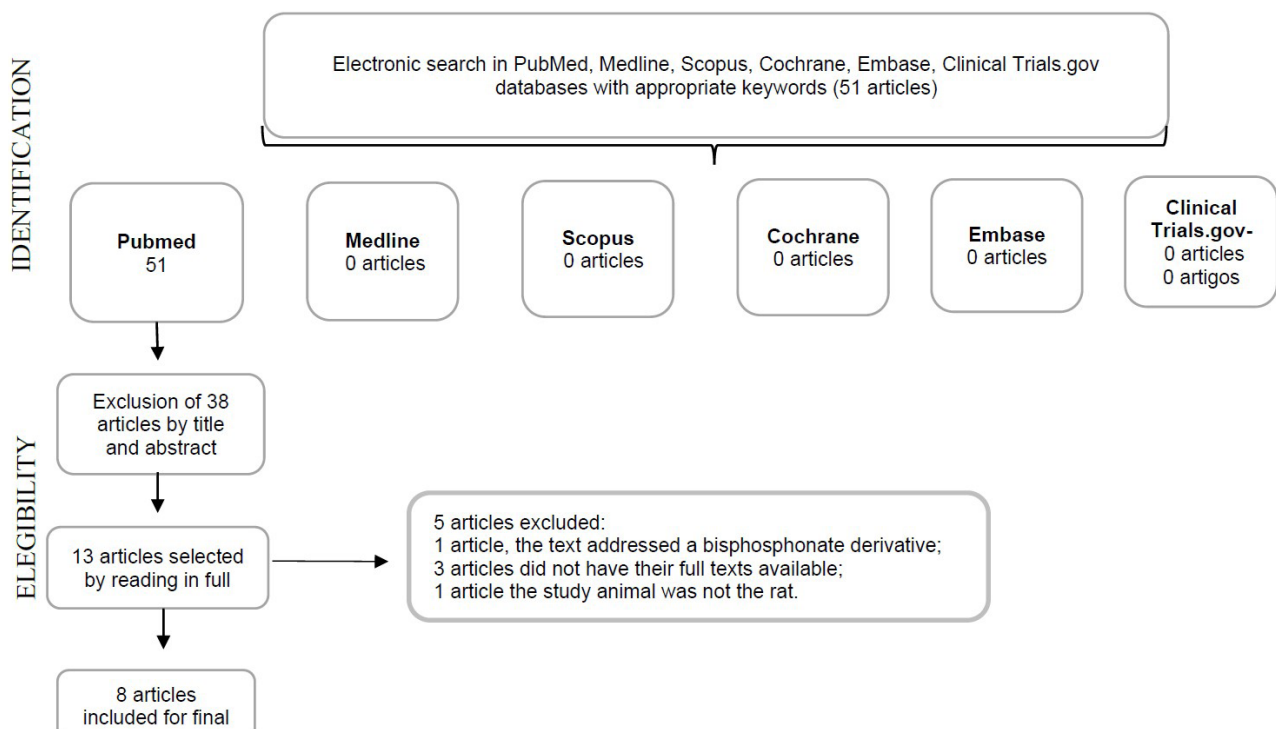 IDENTIFICATION
Electronic search in PubMed, Medline, Scopus, Cochrane, Embase, Clinical Trials.gov
databases with appropriate keywords (51 articles)
Pubmed
51
Medline
0 articles
Scopus
0 articles
Cochrane
0 articles
Embase
0 articles
Clinical
Trials.gov-
0 articles
0 artigos
ELEGIBILITY
Exclusion of 38
articles by title
and abstract
13 articles selected
by reading in full
5 articles excluded:
1 article, the text addressed a bisphosphonate derivative;
3 articles did not have their full texts available;
1 article the study animal was not the rat.
8 articles
included for final